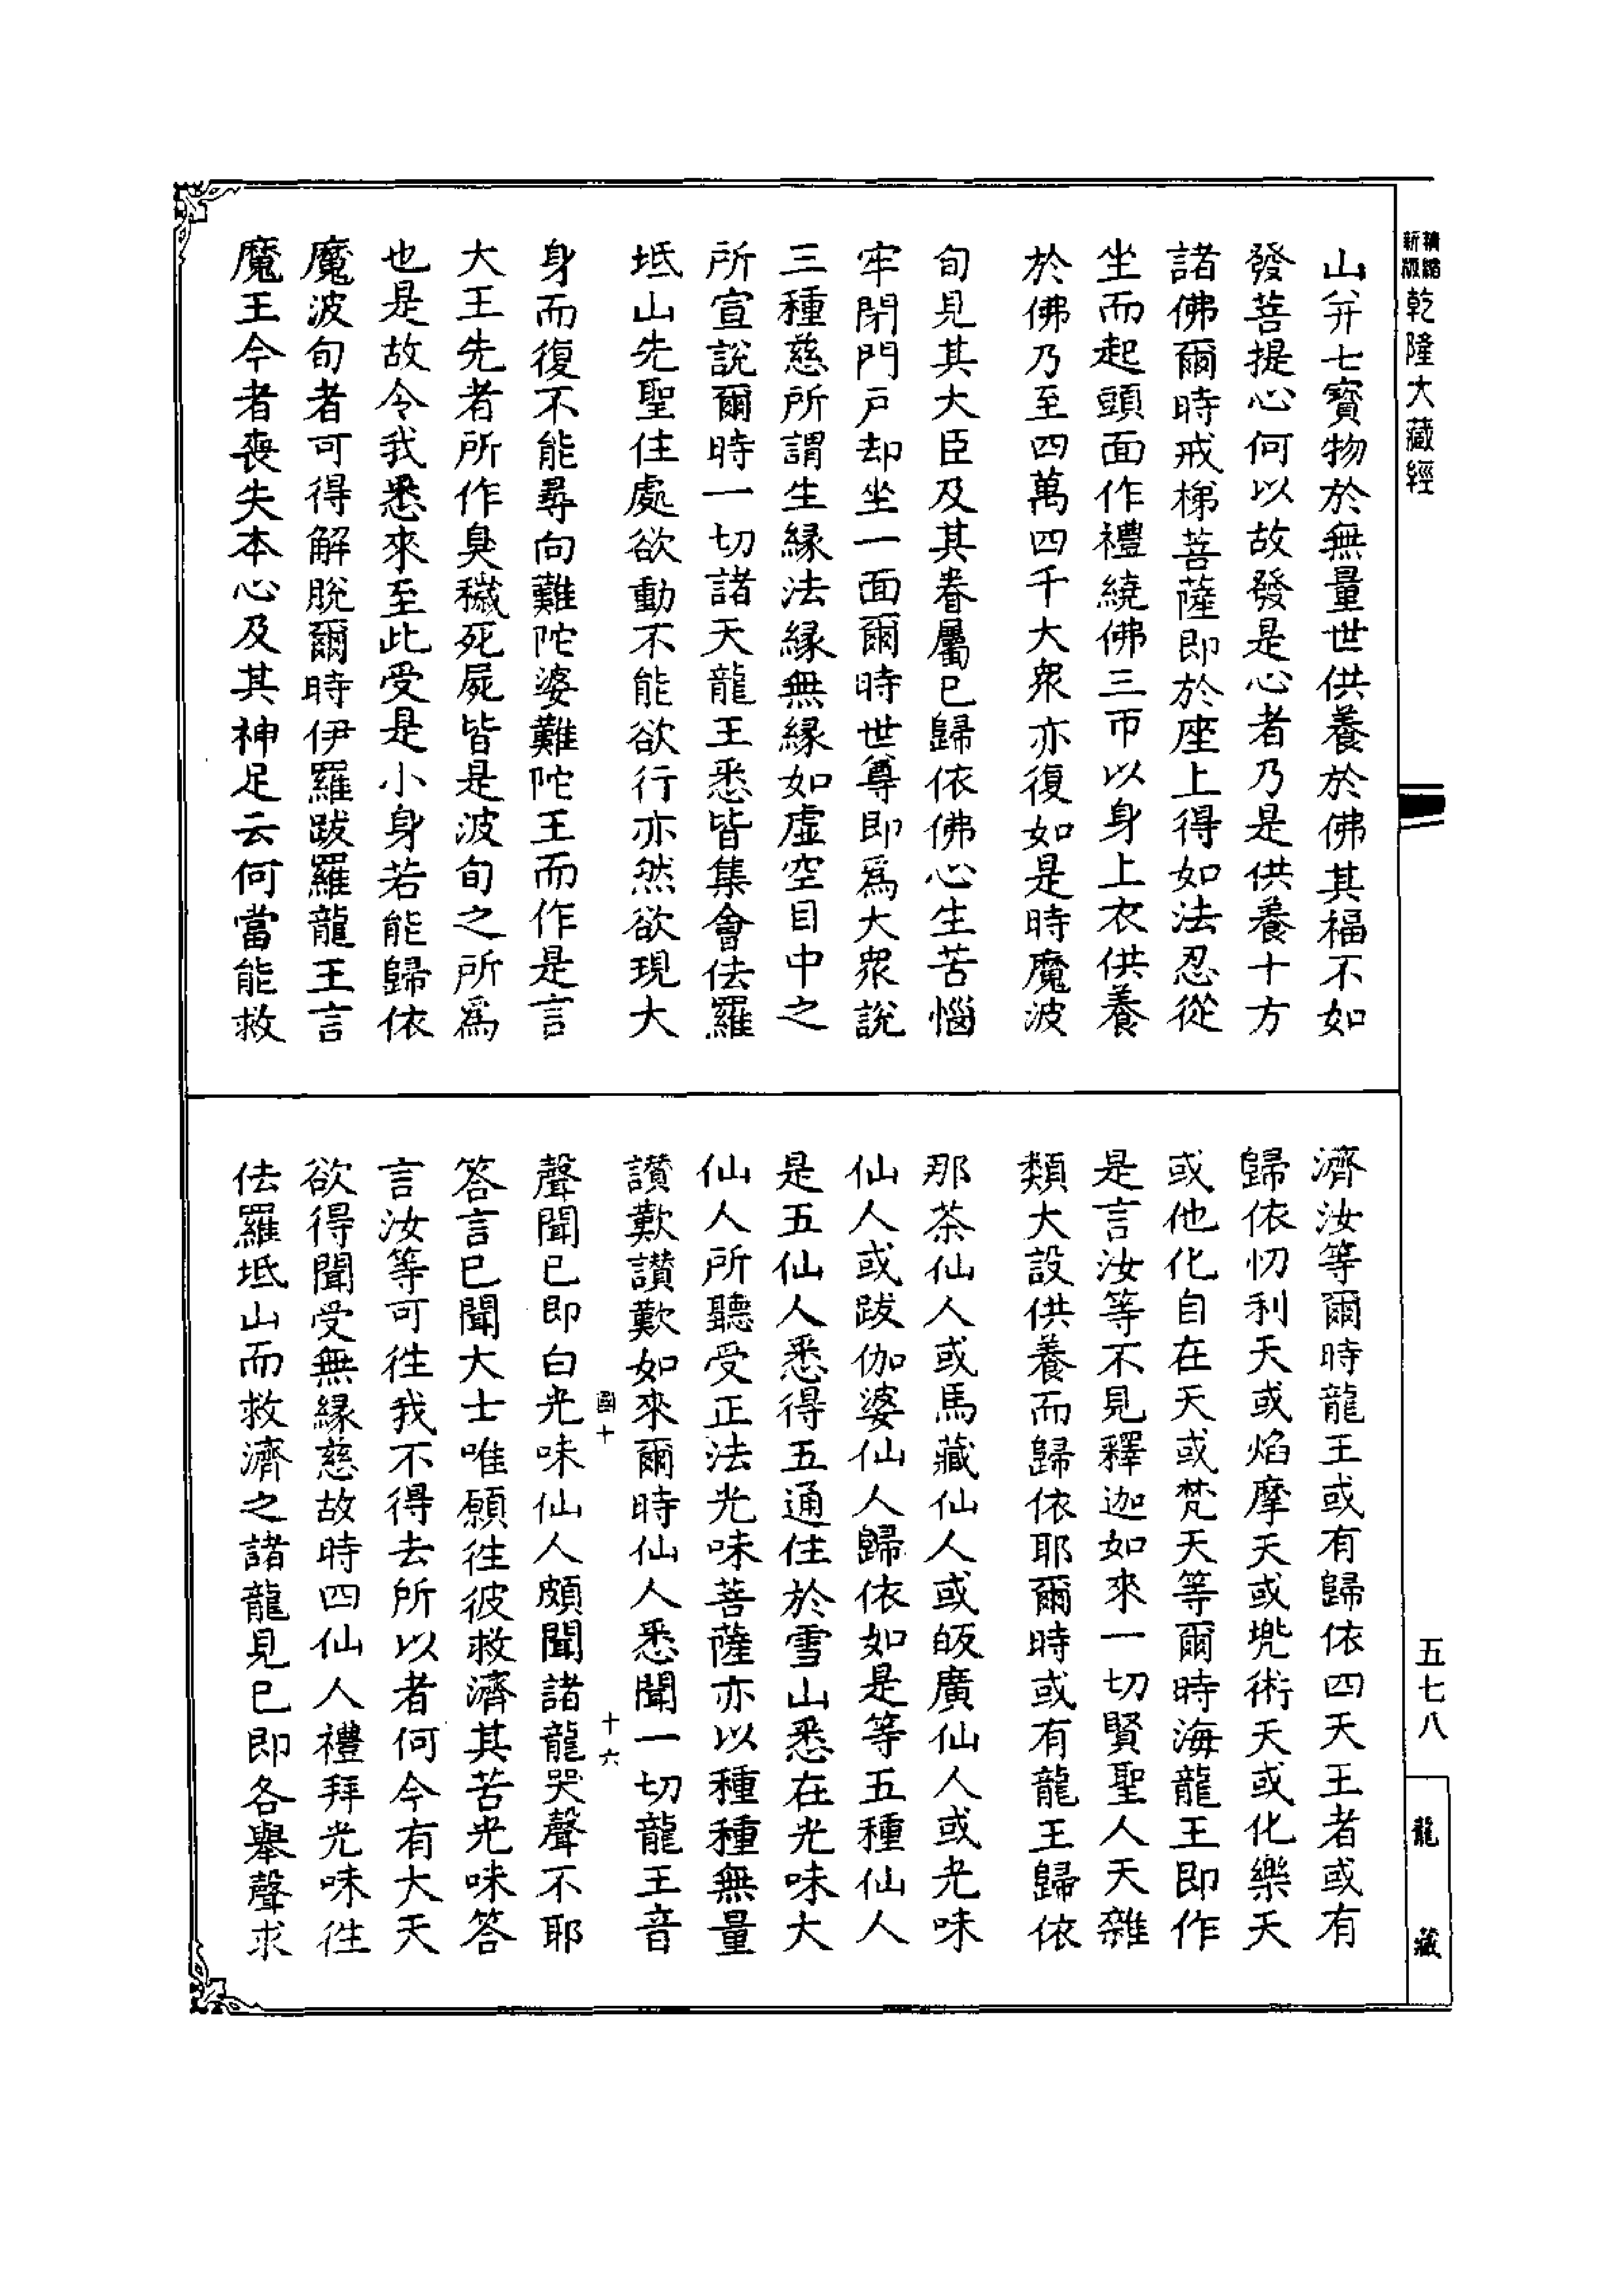 精縮新版乾隆大藏經
山并七寶物於無量世供養於佛其福不如
發菩提心何以故發是心者乃是供養十方
諸佛爾時戒梯菩薩即於座上得如法忍從
坐而起頭面作禮繞佛三帀以身上衣供養
於佛乃至四萬四千大衆亦復如是時魔波
旬見其大臣及其眷屬已歸依佛心生苦惱
牢閉門戸却坐一面爾時世尊即爲大衆說
三種慈所謂生緣法緣無緣如虛空目中之
所宣說爾時一切諸天龍王悉皆集會佉羅
坻山先聖住處欲動不能欲行亦然欲現大
身而復不能尋向難陀婆難陀王而作是言
大王先者所作臭穢死屍皆是波旬之所爲
也是故令我悉來至此受是小身若能歸依
魔波旬者可得解脫爾時伊羅跋羅龍王言
魔王今者喪失本心及其神足云何當能救
濟汝等爾時龍王或有歸依四天王者或有
歸依忉利天或焰摩天或兠術天或化樂天
或他化自在天或梵天等爾時海龍王即作
是言汝等不見釋迦如來一切賢聖人天雜
類大設供養而歸依耶爾時或有龍王歸依
那茶仙人或馬藏仙人或皈廣仙人或光味
仙人或跋伽婆仙人歸依如是等五種仙人
是五仙人悉得五通住於雪山悉在光味大
仙人所聽受正法光味菩薩亦以種種無量
讃歎讃歎如來爾時仙人悉聞一切龍王音
國十 十六
聲聞已即白光味仙人頗聞諸龍哭聲不耶
答言已聞大士唯願徃彼救濟其苦光味答
言汝等可徃我不得去所以者何今有大天
欲得聞受無緣慈故時四仙人禮拜光味徃
佉羅坻山而救濟之諸龍見已即各舉聲求
五七八
龍藏